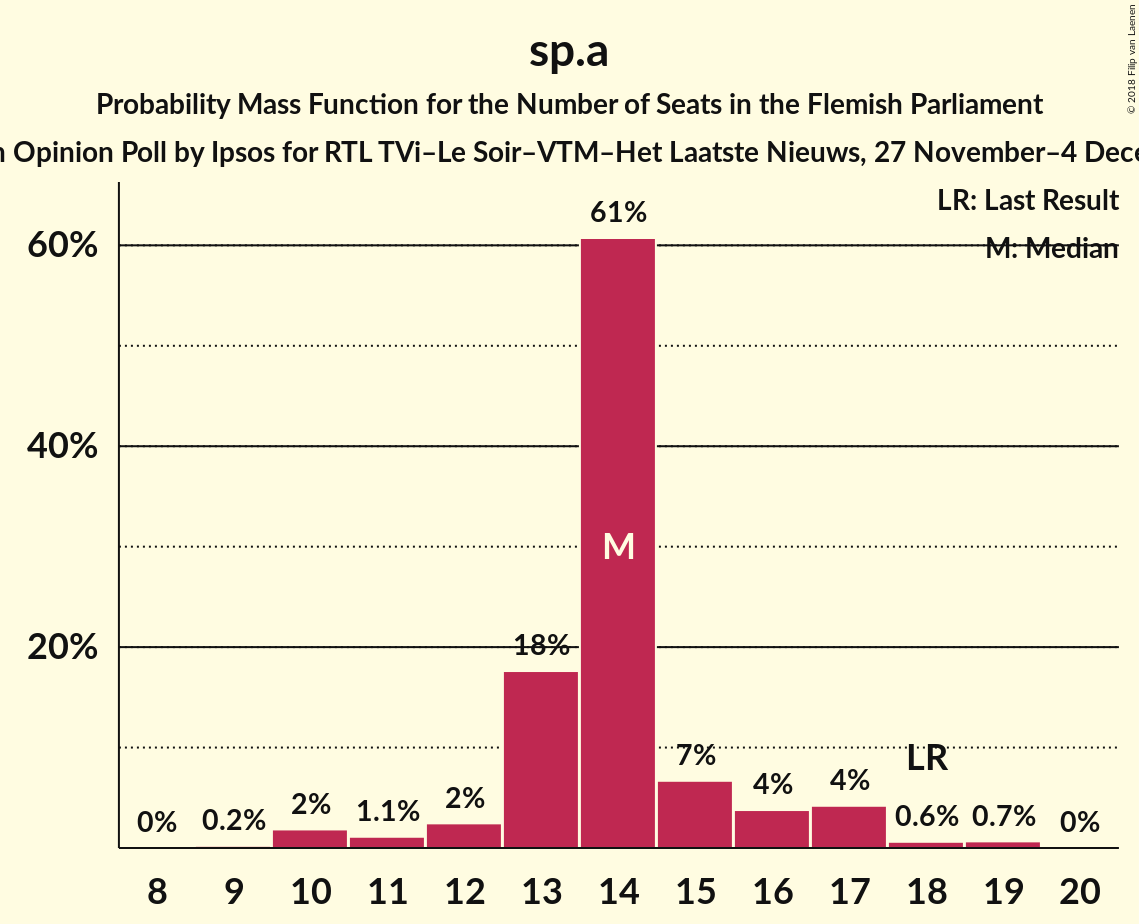 sp.a
Probability Mass Function for the Number of Seats in the Flemish Parliament
Opinion Poll by Ipsos for RTL TVi–Le Soir–VTM–Het Laatste Nieuws, 27 November–4
© 2018 Filip van Laenen
LR: Last Result
M: Median
60%
40%
20%
0%
0.2%
2%
1.1%
2%
18%
61%
M
7%
4%
4%
LR
0.6%
0.7%
0%
8 9 10 11 12 13 14 15 16 17 18 19 20